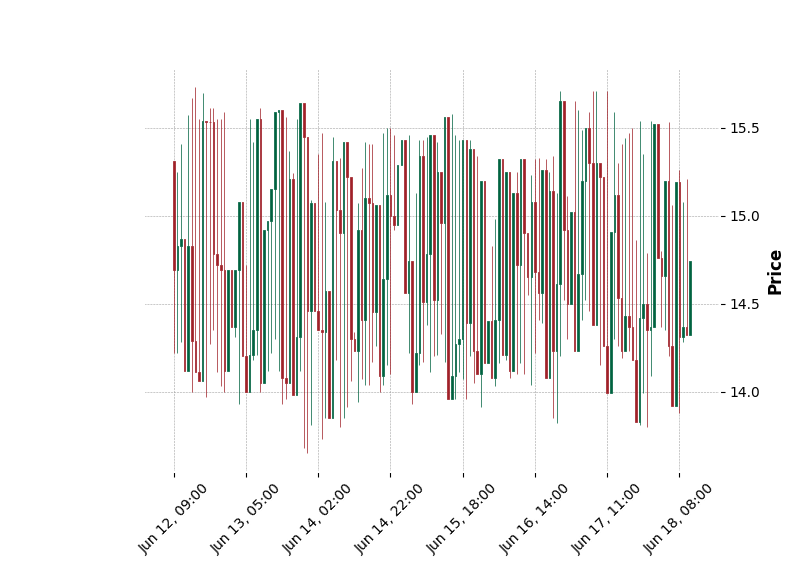 15.5
15.0
14.5
14.0
Price
Jun 12, 09:00
Jun 13, 05:00
Jun 14, 02:00
Jun 14, 22:00
Jun 15, 18:00
Jun 16, 14:00
Jun 17, 11:00
Jun 18, 08:00